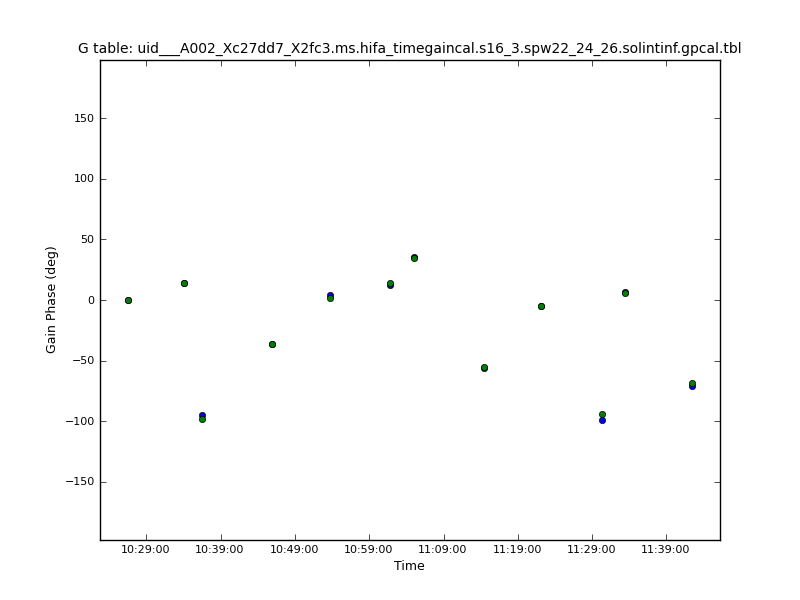 G table: uid___A002_Xc27dd7_X2fc3.ms.hifa_timegaincal.s16_3.spw22_24_26.solintinf.gpcal.tbl
150
100
50
0
−50
−100
−150
Gain Phase (deg)
10:29:00 10:39:00 10:49:00 10:59:00 11:09:00 11:19:00 11:29:00 11:39:00
Time